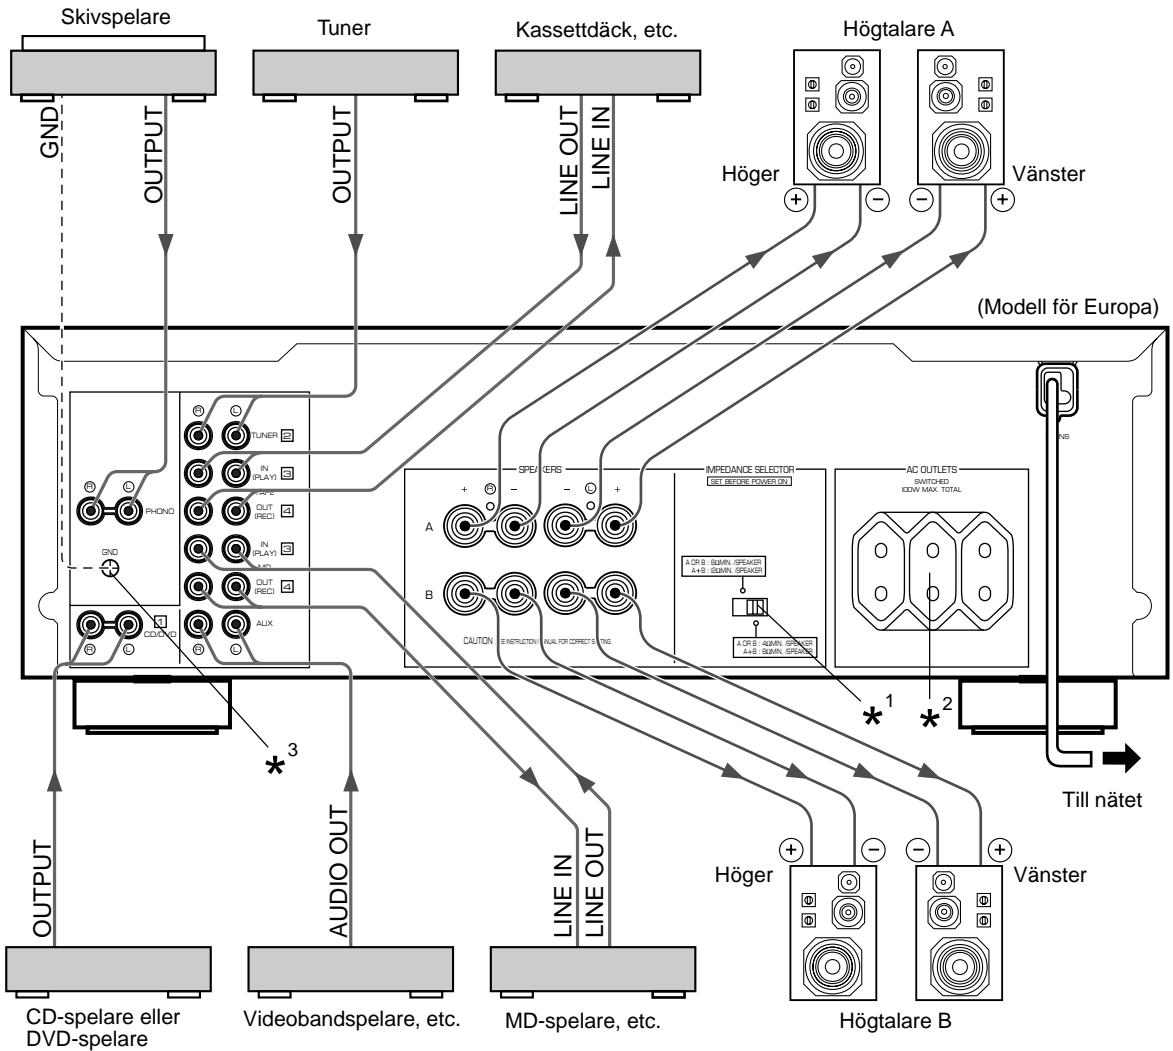 Skivspelare
Tuner
Kassettdäck, etc.
Högtalare A
GND
OUTPUT
OUTPUT
LINE OUT
LINE IN
Höger
Vänster
+
−
−
+
(Modell för Europa)
R L
TUNER 2
IN (PLAY) 3
TAPE
OUT (REC) 4
R L
PHONO
GND
IN (PLAY) 3
MD
OUT (REC) 4
1
CD/DVD
AUX
R L
R L
SPEAKERS
+ R − − L +
A
B
IMPEDANCE SELECTOR
SET BEFORE POWER ON
A OR B : 6ΩMIN. /SPEAKER
A+B : 12ΩMIN. /SPEAKER
A OR B : 4ΩMIN. /SPEAKER
A+B : 8ΩMIN. /SPEAKER
AC OUTLETS
SWITCHED
100W MAX. TOTAL
*1
*2
*3
Till nätet
OUTPUT
AUDIO OUT
LINE IN
LINE OUT
+
−
−
+
Höger
Vänster
CD-spelare eller
DVD-spelare
Videobandspelare, etc.
MD-spelare, etc.
Högtalare B